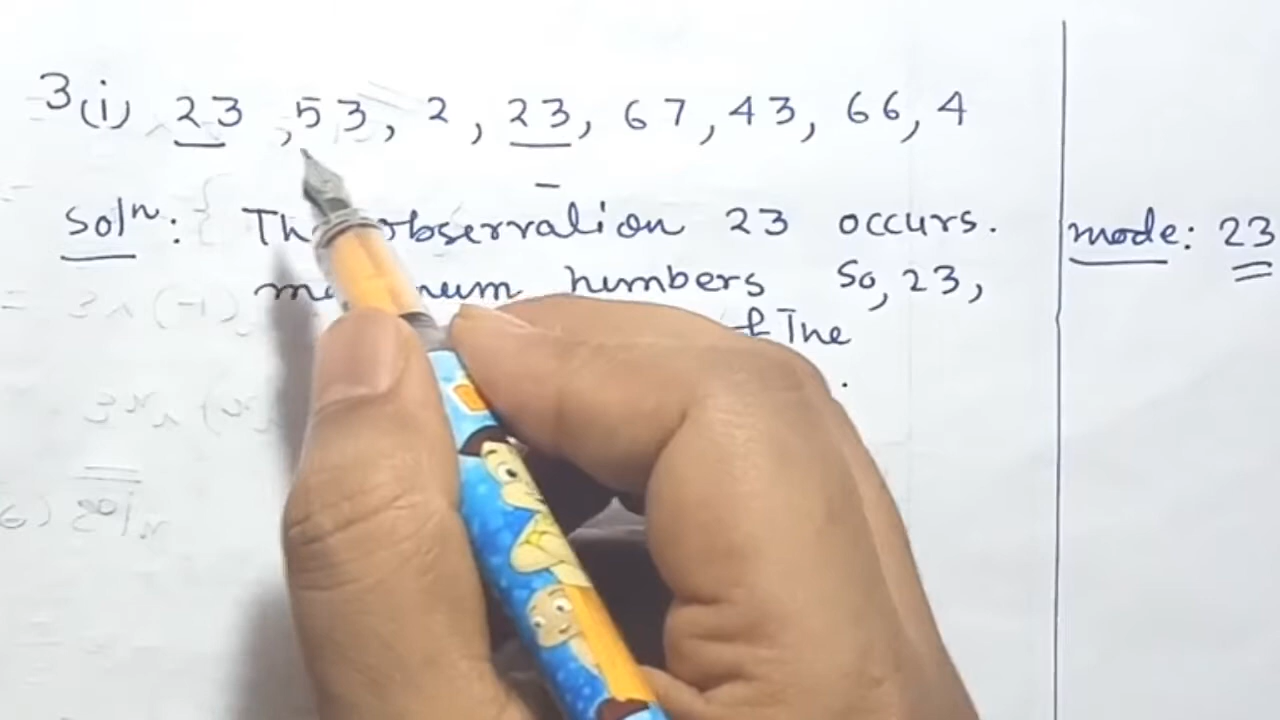 3(i) 23 ,53, 2, 23, 67, 43, 66, 4
Soln: observation 23 occurs.
numbers So, 23,
The
mode: 23